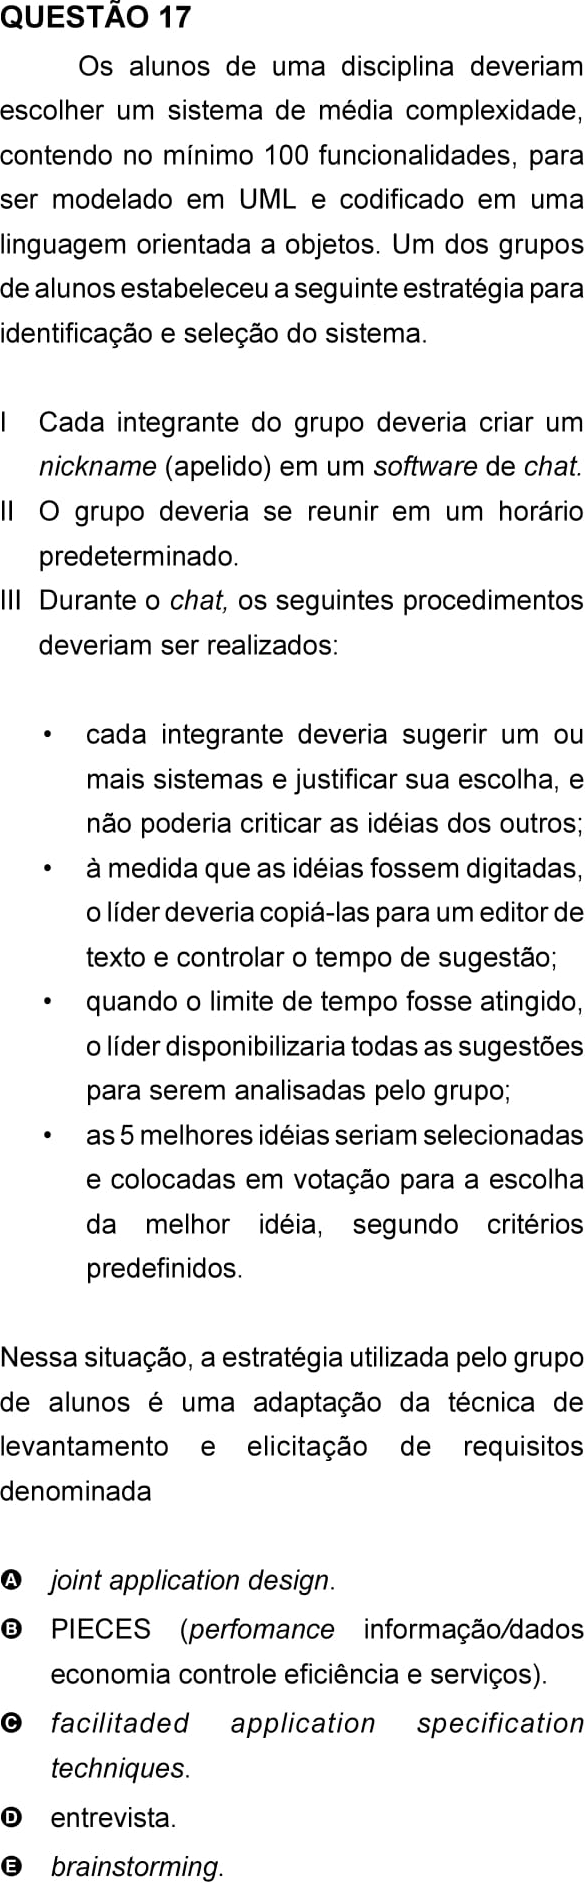 QUESTÃO 17
Os alunos de uma disciplina deveriam
escolher um sistema de média complexidade,
contendo no mínimo 100 funcionalidades, para
ser modelado em UML e codificado em uma
linguagem orientada a objetos. Um dos grupos
de alunos estabeleceu a seguinte estratégia para
identificação e seleção do sistema.
I Cada integrante do grupo deveria criar um
nickname (apelido) em um software de chat.
II O grupo deveria se reunir em um horário
predeterminado.
III Durante o chat, os seguintes procedimentos
deveriam ser realizados:
• cada integrante deveria sugerir um ou
mais sistemas e justificar sua escolha, e
não poderia criticar as idéias dos outros;
• à medida que as idéias fossem digitadas,
o líder deveria copiá-las para um editor de
texto e controlar o tempo de sugestão;
• quando o limite de tempo fosse atingido,
o líder disponibilizaria todas as sugestões
para serem analisadas pelo grupo;
• as 5 melhores idéias seriam selecionadas
e colocadas em votação para a escolha
da melhor idéia, segundo critérios
predefinidos.
Nessa situação, a estratégia utilizada pelo grupo
de alunos é uma adaptação da técnica de
levantamento e elicitação de requisitos
denominada
A joint application design.
B PIECES (perfomance informação/dados
economia controle eficiência e serviços).
C facilitaded application specification
techniques.
D entrevista.
E brainstorming.